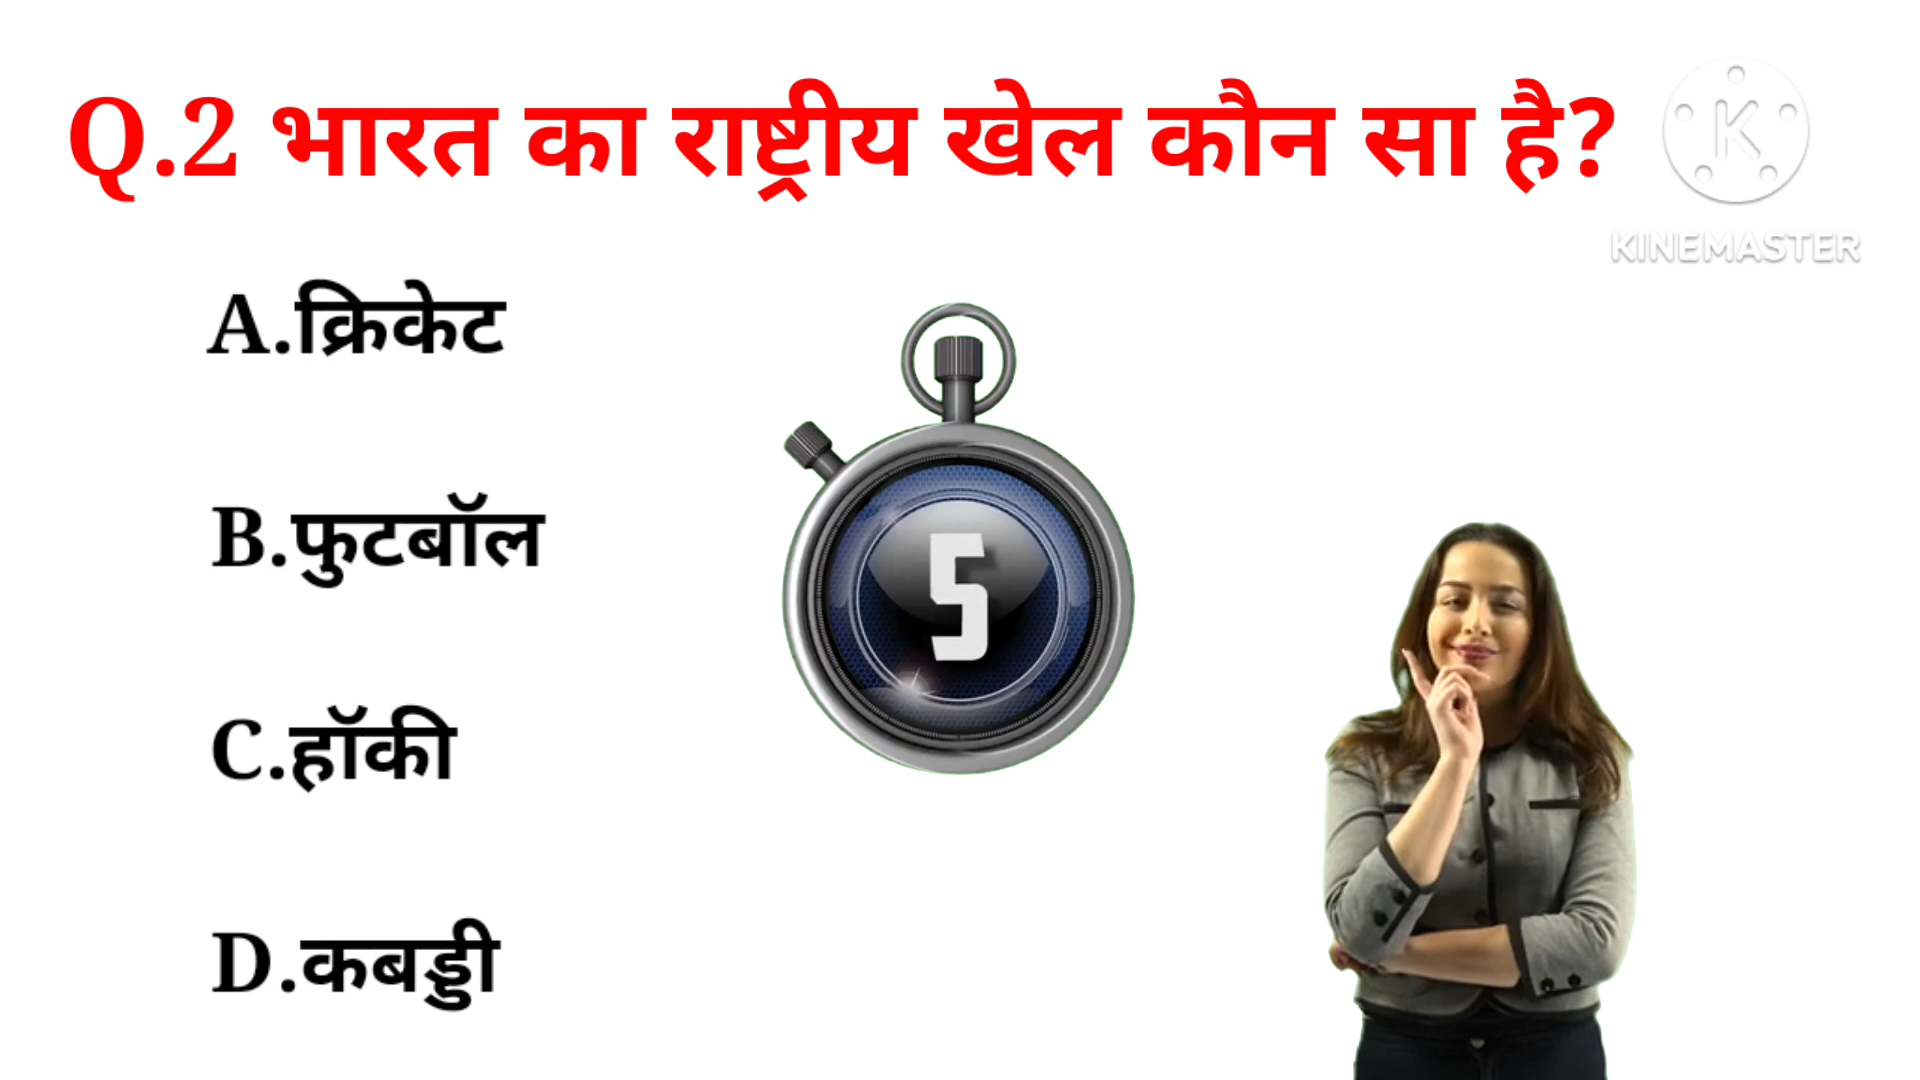 Q.2 भारत का राष्ट्रीय खेल कौन सा है?
K
KINEMASTER
A.क्रिकेट
5
B.फुटबॉल
C.हॉकी
D.कबड्डी